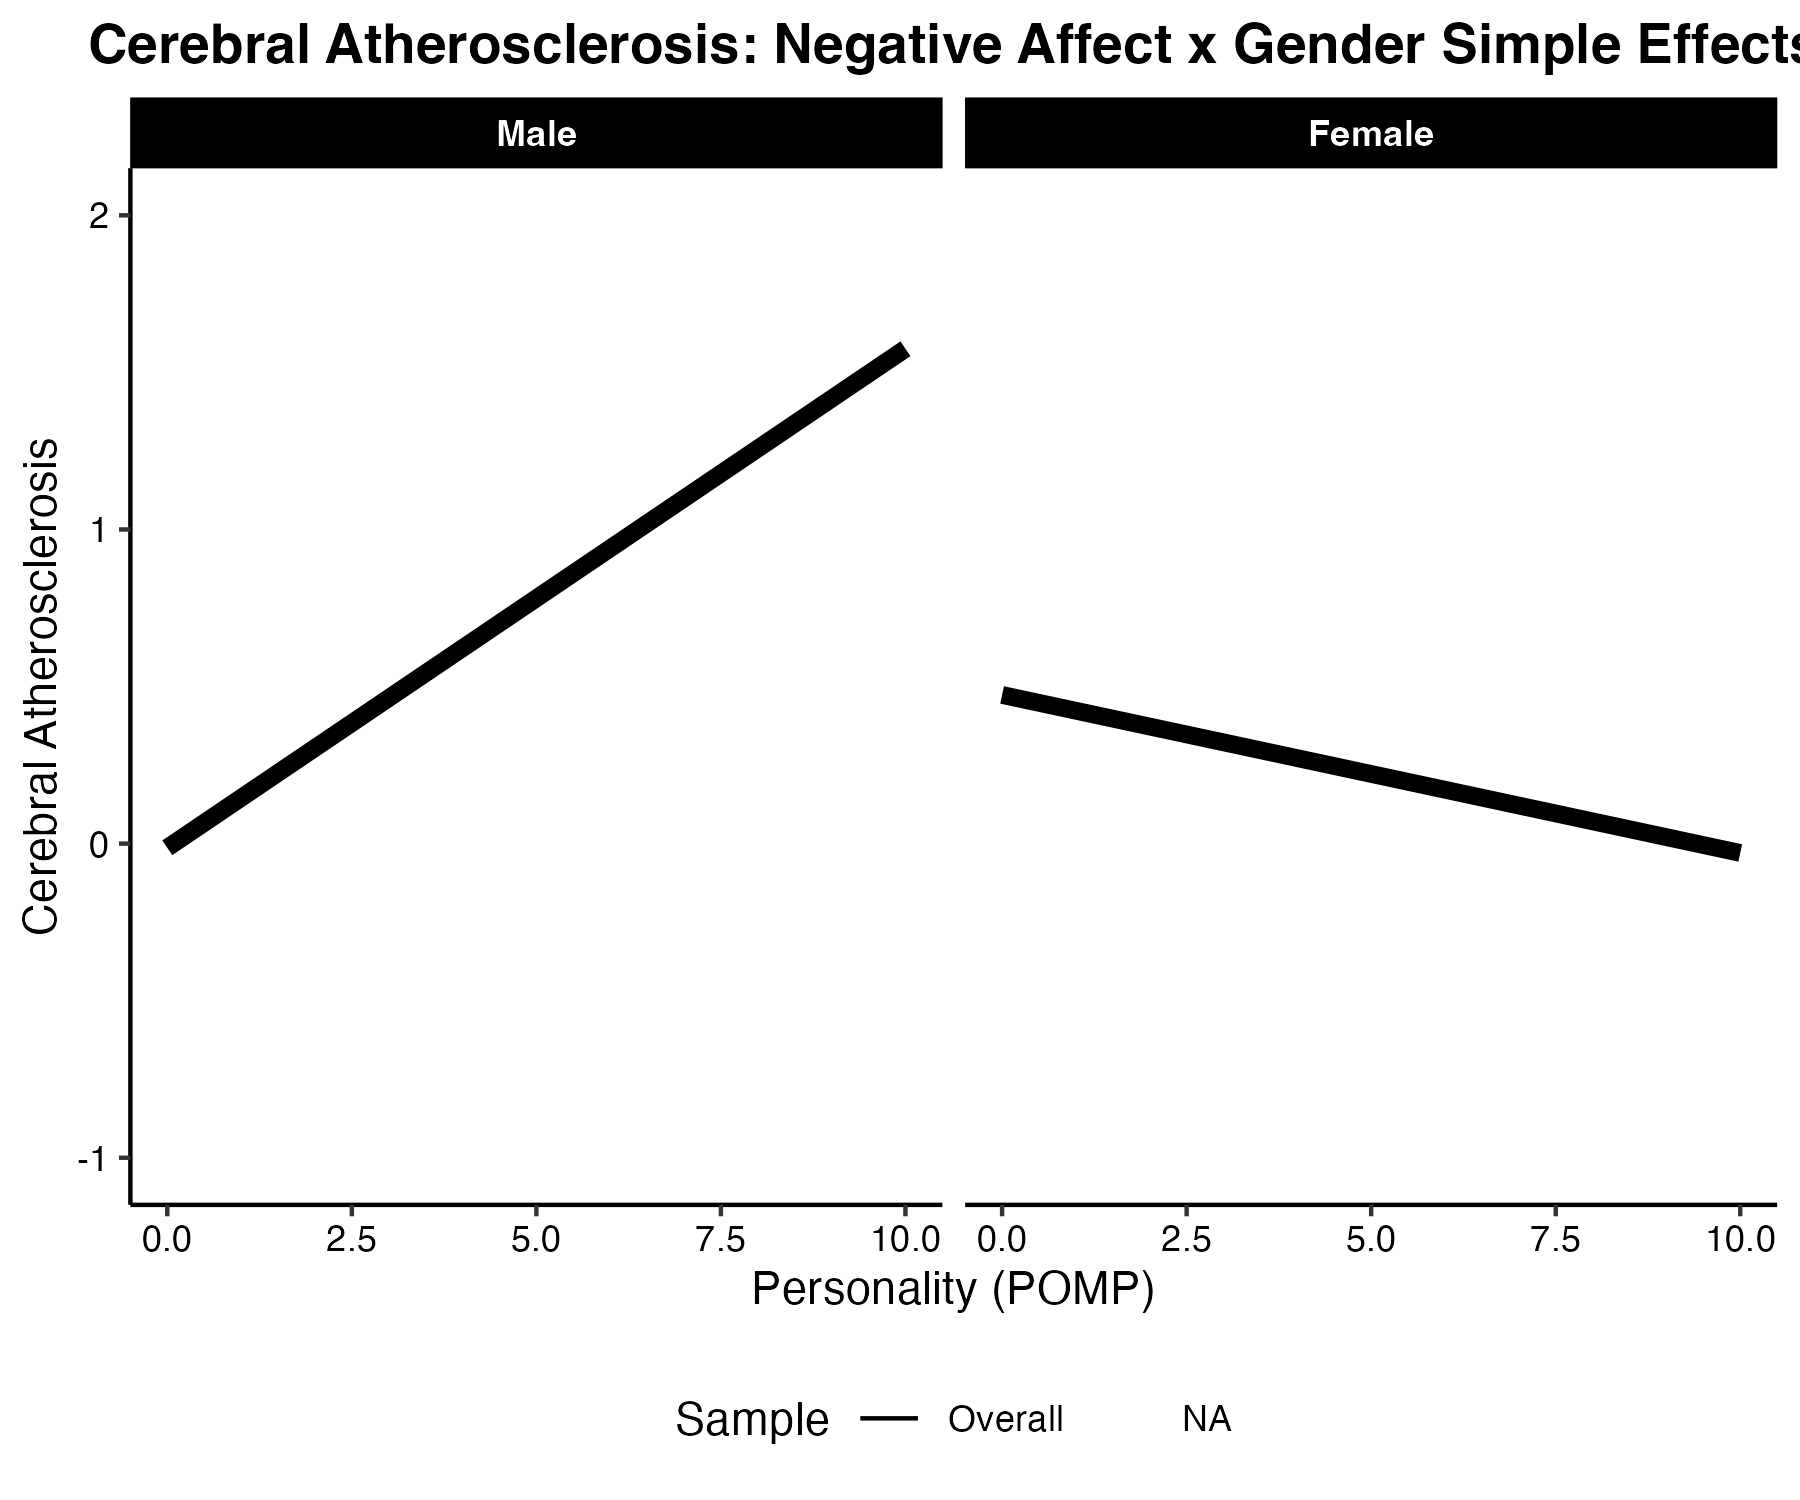 Cerebral Atherosclerosis: Negative Affect x Gender Simple Effects
Male
Female
Cerebral Atherosclerosis
2
1
0
-1
0.0 2.5 5.0 7.5 10.0
0.0 2.5 5.0 7.5 10.0
Personality (POMP)
Sample Overall NA